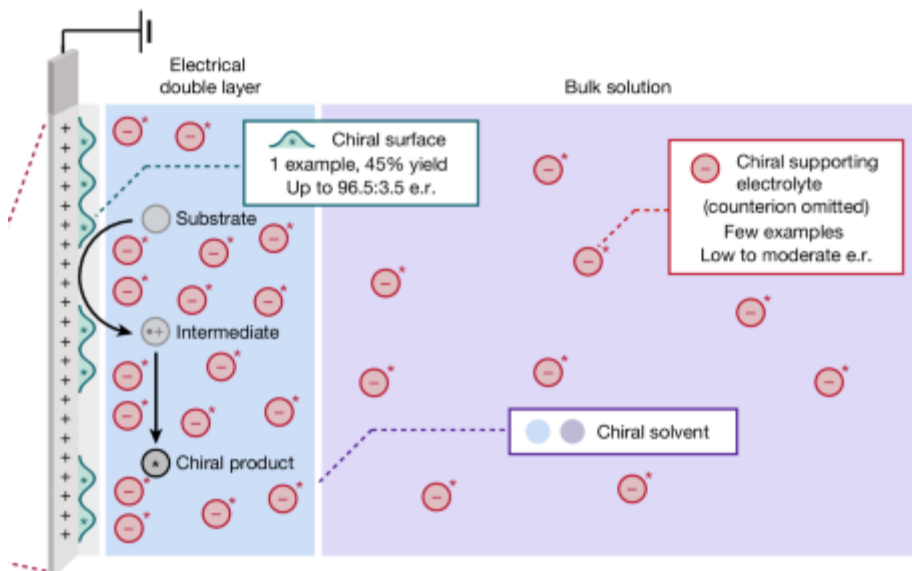 Electrical
double layer
Bulk solution
Chiral surface
1 example, 45% yield
Up to 96.5:3.5 e.r.
Chiral supporting
electrolyte
(counterion omitted)
Few examples
Low to moderate e.r.
Substrate
Intermediate
Chiral solvent
Chiral product